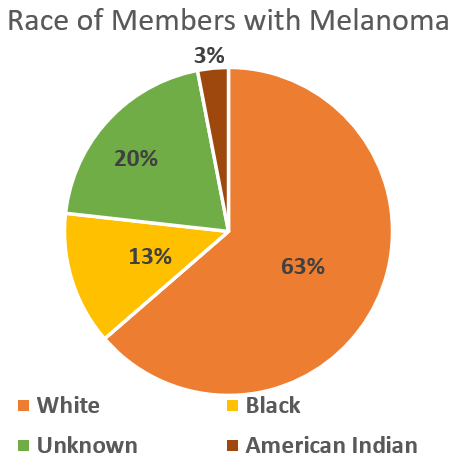 Race of Members with Melanoma
3%
20%
13%
63%
White
Black
Unknown
American Indian